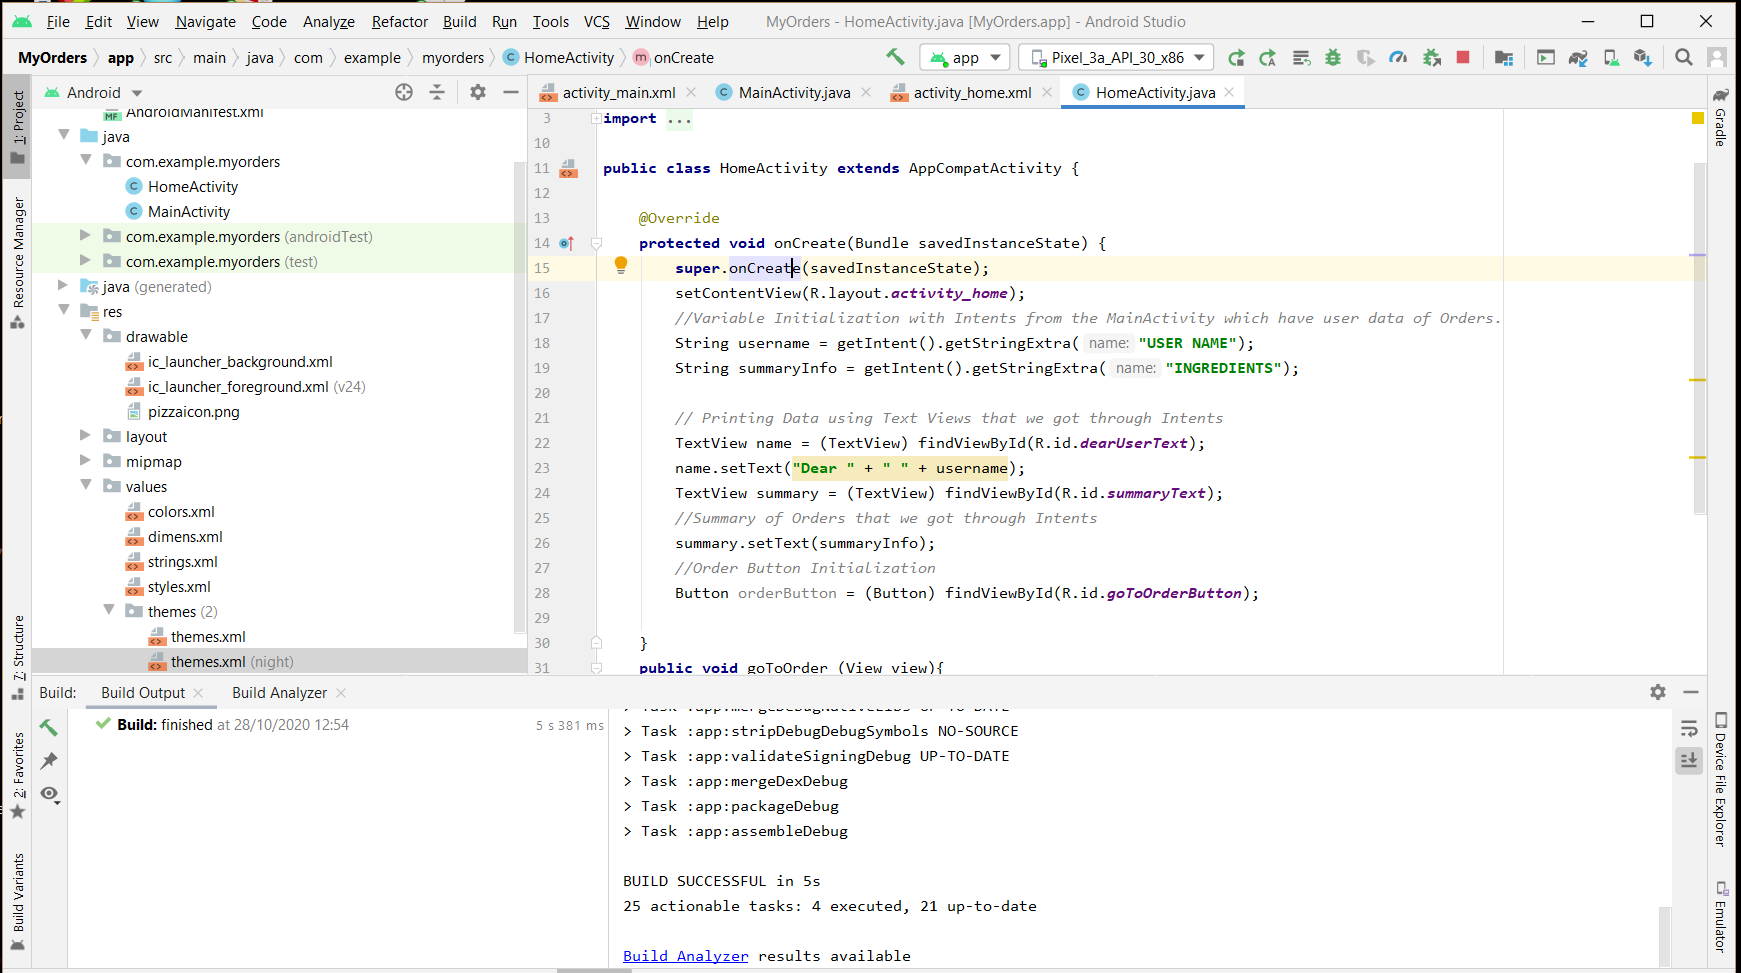 File Edit View Navigate Code Analyze Refactor Build Run Tools VCS Window Help MyOrders - HomeActivity.java [MyOrders.app] - Android Studio
MyOrders app src main java com example myorders HomeActivity onCreate app Pixel_3a_API_30_x86
Android
activity_main.xml MainActivity.java activity_home.xml HomeActivity.java
1: Project
Resource Manager
7: Structure
2: Favorites
Build Variants
AndroidManifest.xml
java
com.example.myorders
HomeActivity
MainActivity
com.example.myorders (androidTest)
com.example.myorders (test)
java (generated)
res
drawable
ic_launcher_background.xml
ic_launcher_foreground.xml (v24)
pizzaicon.png
layout
mipmap
values
colors.xml
dimens.xml
strings.xml
styles.xml
themes (2)
themes.xml
themes.xml (night)
3 import ...
10
11 public class HomeActivity extends AppCompatActivity {
12
13 @Override
14 protected void onCreate(Bundle savedInstanceState) {
15 super.onCreate(savedInstanceState);
16 setContentView(R.layout.activity_home);
17 //Variable Initialization with Intents from the MainActivity which have user data of Orders.
18 String username = getIntent().getStringExtra( name: "USER NAME");
19 String summaryInfo = getIntent().getStringExtra( name: "INGREDIENTS");
20
21 // Printing Data using Text Views that we got through Intents
22 TextView name = (TextView) findViewById(R.id.dearUserText);
23 name.setText("Dear " + " " + username);
24 TextView summary = (TextView) findViewById(R.id.summaryText);
25 //Summary of Orders that we got through Intents
26 summary.setText(summaryInfo);
27 //Order Button Initialization
28 Button orderButton = (Button) findViewById(R.id.goToOrderButton);
29
30 }
31 public void goToOrder (View view){
Gradle
Device File Explorer
Emulator
Build: Build Output Build Analyzer
Build: finished at 28/10/2020 12:54 5 s 381 ms
> Task :app:mergeDebugNativeLibs UP-TO-DATE
> Task :app:stripDebugDebugSymbols NO-SOURCE
> Task :app:validateSigningDebug UP-TO-DATE
> Task :app:mergeDexDebug
> Task :app:packageDebug
> Task :app:assembleDebug
BUILD SUCCESSFUL in 5s
25 actionable tasks: 4 executed, 21 up-to-date
Build Analyzer results available